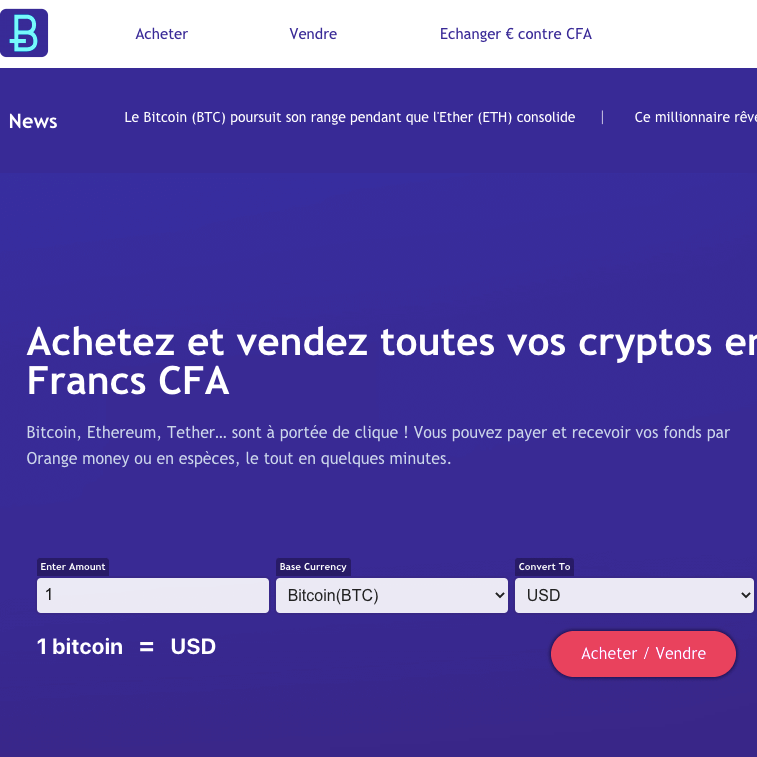 Acheter Vendre Echanger € contre CFA
News Le Bitcoin (BTC) poursuit son range pendant que l'Ether (ETH) consolide | Ce millionnaire
Achetez et vendez toutes vos cryptos en
Francs CFA
Bitcoin, Ethereum, Tether... sont à portée de clique ! Vous pouvez payer et recevoir vos fonds par
Orange money ou en espèces, le tout en quelques minutes.
Enter Amount Base Currency Convert To
1 Bitcoin(BTC) USD
1 bitcoin = USD
Acheter / Vendre